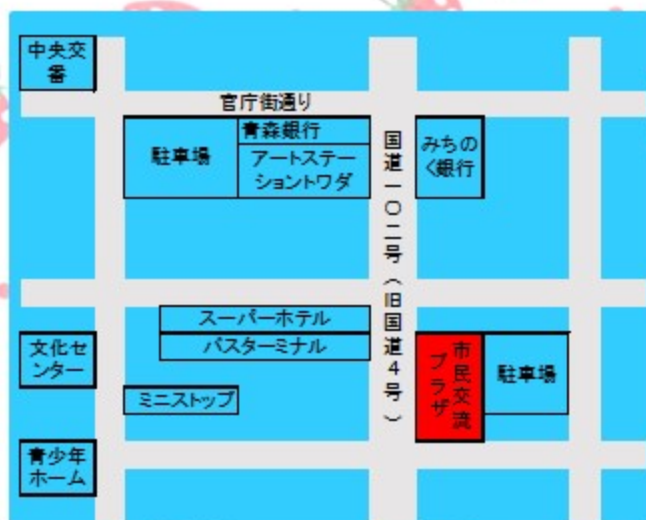 中央交
番
官庁街通り
駐車場
青森銀行
アートステー
ショントワダ
国道一〇二号（旧国道4号）
みちの
く銀行
スーパーホテル
バスターミナル
文化セ
ンター
ミニストップ
市民交流
プラザ
駐車場
青少年
ホーム